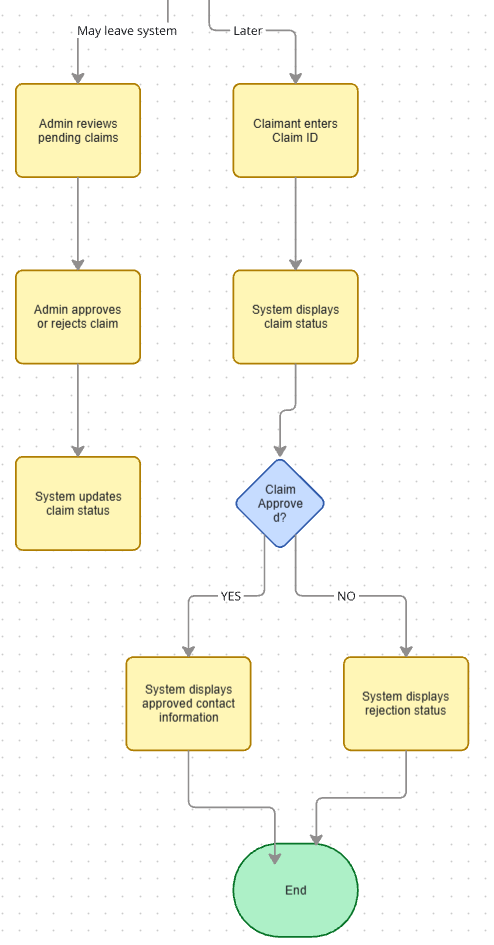 May leave system
Later
Admin reviews
pending claims
Claimant enters
Claim ID
Admin approves
or rejects claim
System displays
claim status
System updates
claim status
Claim
Approve
d?
YES
NO
System displays
approved contact
information
System displays
rejection status
End